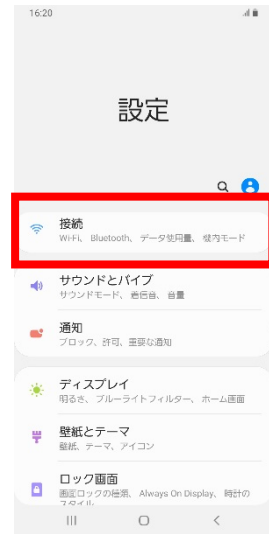 16:20
設定
接続
Wi-Fi、 Bluetooth、 データ使用量、 機内モード
サウンドとバイブ
サウンドモード、 着信音、 音量
通知
ブロック、許可、重要な通知
ディスプレイ
明るさ、 ブルーライトフィルター、 ホーム画面
壁紙とテーマ
壁紙、テーマ、アイコン
ロック画面
画面ロックの種類、 Always On Display、 時計の
スタイル